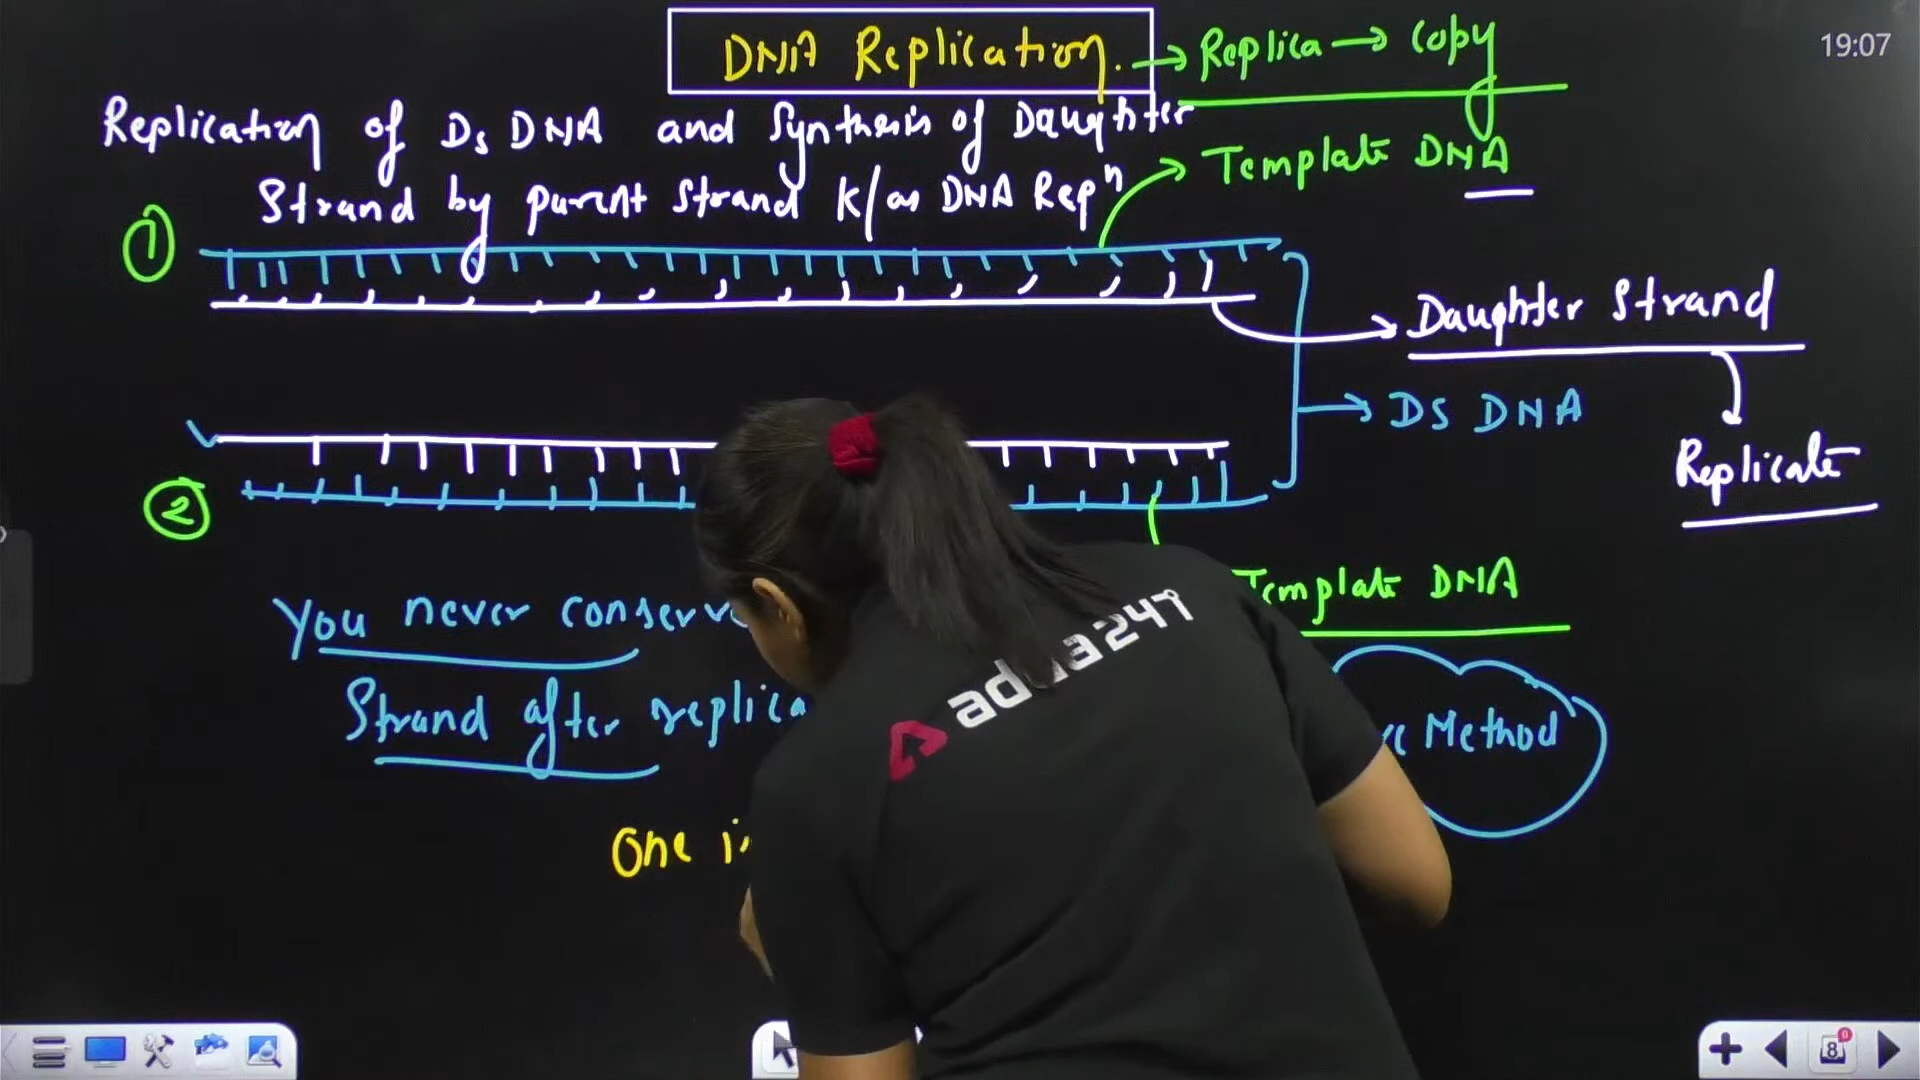 DNA Replication. → Replica → Copy
19:07
Replication of Ds DNA and Synthesis of Daughter
Strand by parent strand K/as DNA Repⁿ
Template DNA
1
Daughter Strand
DS DNA
Replicate
2
Template DNA
You never conserv
Strand after replica
Method
One i
adda247
8